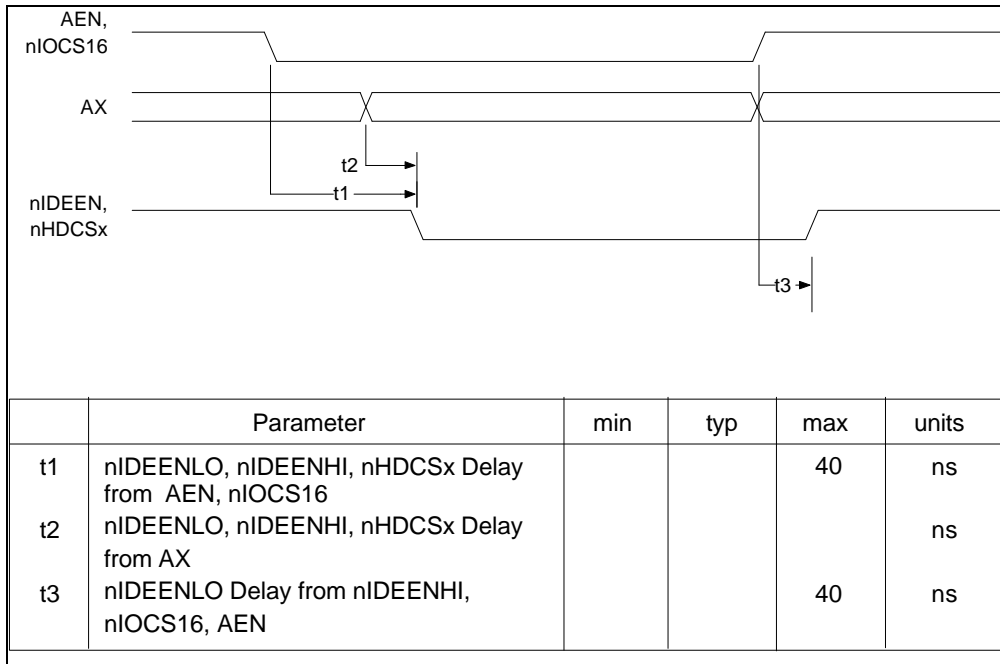 AEN,
nIOCS16
AX
t2
t1
nIDEEN,
nHDCSx
t3
Parameter min typ max units
t1 nIDEENLO, nIDEENHI, nHDCSx Delay 40 ns
from AEN, nIOCS16
t2 nIDEENLO, nIDEENHI, nHDCSx Delay ns
from AX
t3 nIDEENLO Delay from nIDEENHI, 40 ns
nIOCS16, AEN